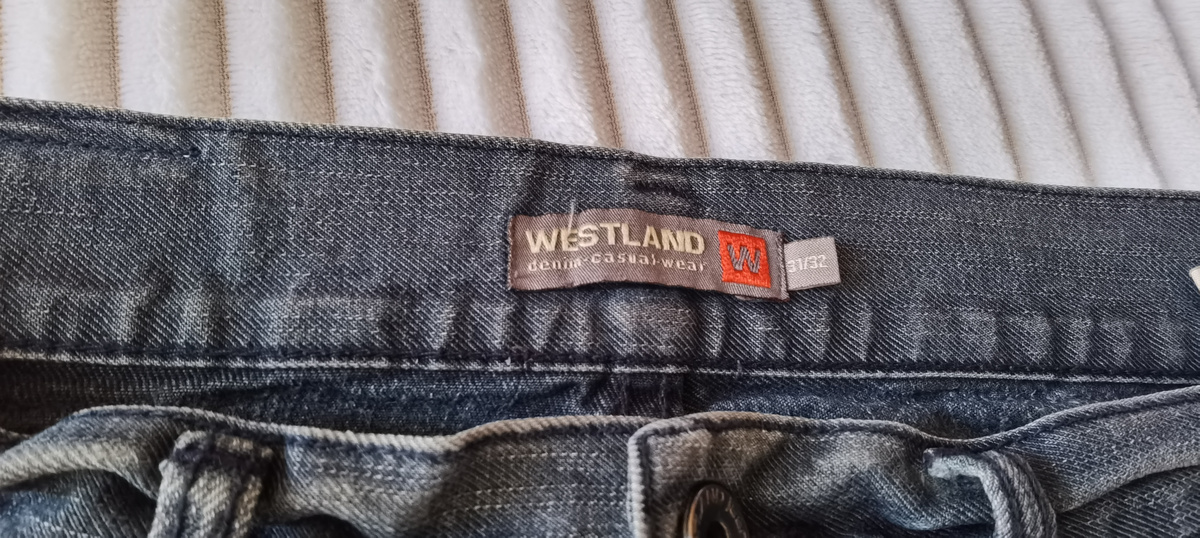 WESTLAND
denim-casual-wear
W
31/32